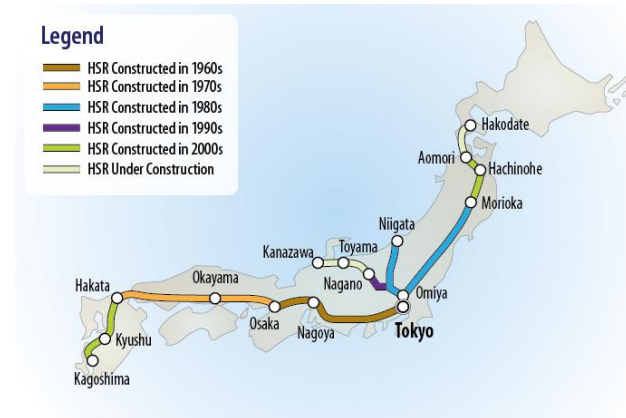 Legend
HSR Constructed in 1960s
HSR Constructed in 1970s
HSR Constructed in 1980s
HSR Constructed in 1990s
HSR Constructed in 2000s
HSR Under Construction
Hakodate
Aomori
Hachinohe
Morioka
Niigata
Kanazawa
Toyama
Nagano
Omiya
Hakata
Okayama
Osaka
Nagoya
Tokyo
Kyushu
Kagoshima